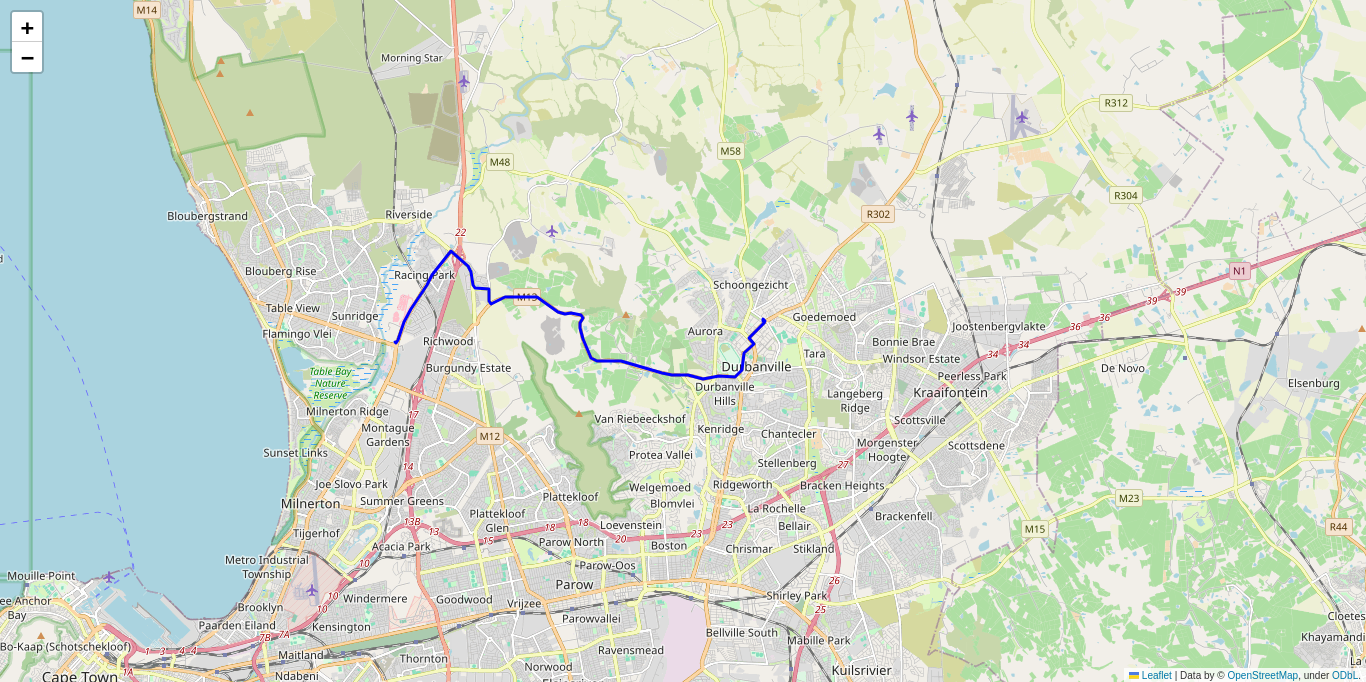 +
−
M14
Morning Star
R312
M58
M48
R304
Bloubergstrand
Riverside
R302
22
Blouberg Rise
Racing Park
N1
Schoongezicht
M13
39
39
Table View
Sunridge
Goedemoed
36
Joostenbergvlakte
36
Flamingo Vlei
Aurora
Richwood
Bonnie Brae
34
34
Tara
Windsor Estate
Burgundy Estate
Durbanville
De Novo
Peerless Park
Table Bay
Nature
Reserve
Durbanville
Hills
Langeberg
Ridge
Kraaifontein
Elsenburg
Milnerton Ridge
17
Van Riebeeckshof
Scottsville
Montague
Gardens
M12
Kenridge
Chantecler
Morgenster
Hoogte
Scottsdene
Sunset Links
Protea Vallei
14
Stellenberg
27
Joe Slovo Park
Welgemoed
Ridgeworth
Bracken Heights
Plattekloof
Milnerton
Summer Greens
Blomvlei
La Rochelle
M23
Plattekloof
Glen
Brackenfell
13B
13
18
18
Loevenstein
23
Bellair
M15
R44
Tijgerhof
15
20
23
Acacia Park
Parow North
Boston
Chrismar
Stikland
Metro Industrial
Township
10
Parow-Oos
Mouille Point
Parow
26
ee Anchor
Bay
Windermere
Goodwood
Vrijzee
Shirley Park
Brooklyn
10
25
Paarden Eiland
Kensington
Parowvallei
Cloetes
7B
7A
Bellville South
Mabille Park
Khayamandi
Bo-Kaap (Schotschekloof)
1
3
4
4
Maitland
Thornton
Ravensmead
Norwood
Kuilsrivier
La
Cape Town
Ndabeni
Leaflet | Data by © OpenStreetMap, under ODbL.